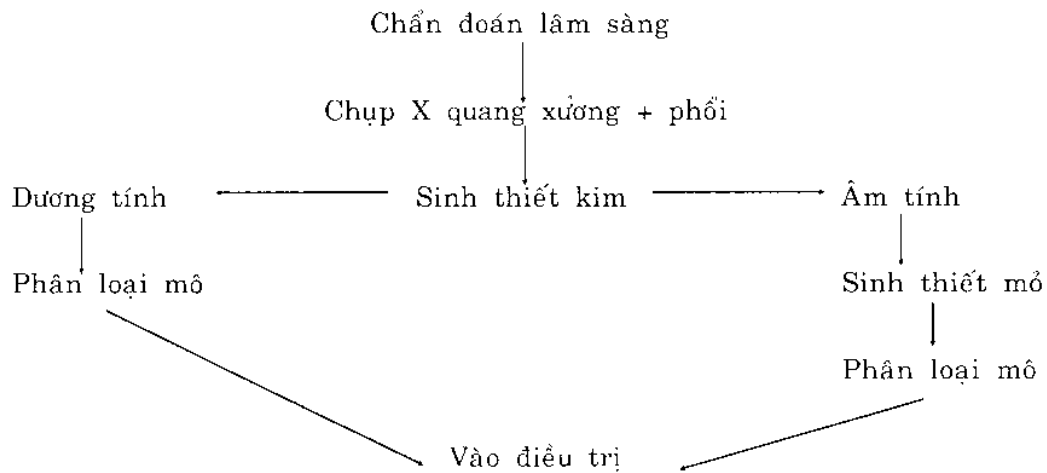 Chẩn đoán lâm sàng
Chụp X quang xương + phổi
Dương tính Sinh thiết kim Âm tính
Phân loại mô Sinh thiết mổ
Phân loại mô
Vào điều trị